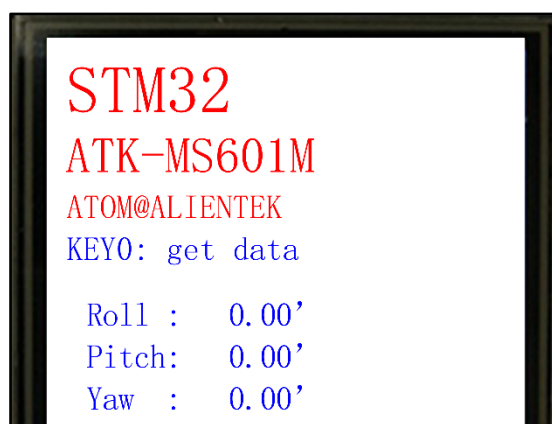 STM32
ATK-MS601M
ATOM@ALIENTEK
KEY0: get data
Roll :   0.00'
Pitch:   0.00'
Yaw  :   0.00'